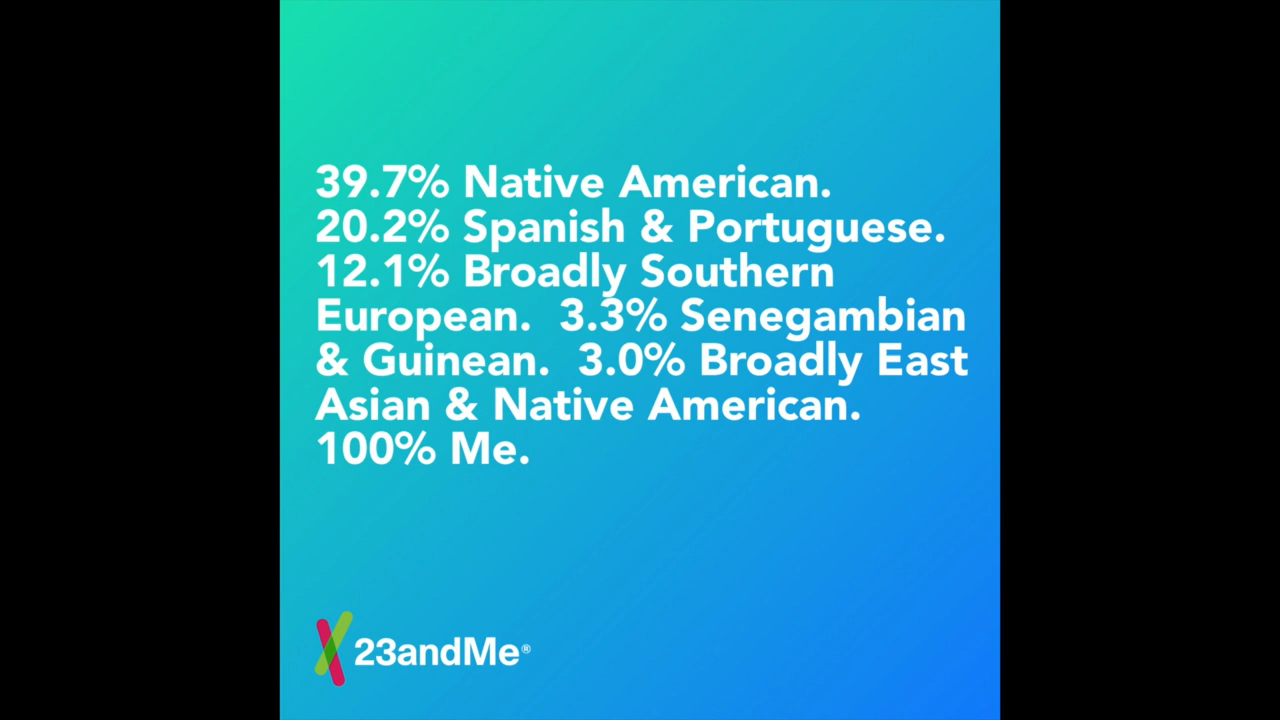 39.7% Native American.
20.2% Spanish & Portuguese.
12.1% Broadly Southern
European. 3.3% Senegambian
& Guinean. 3.0% Broadly East
Asian & Native American.
100% Me.
23andMe®